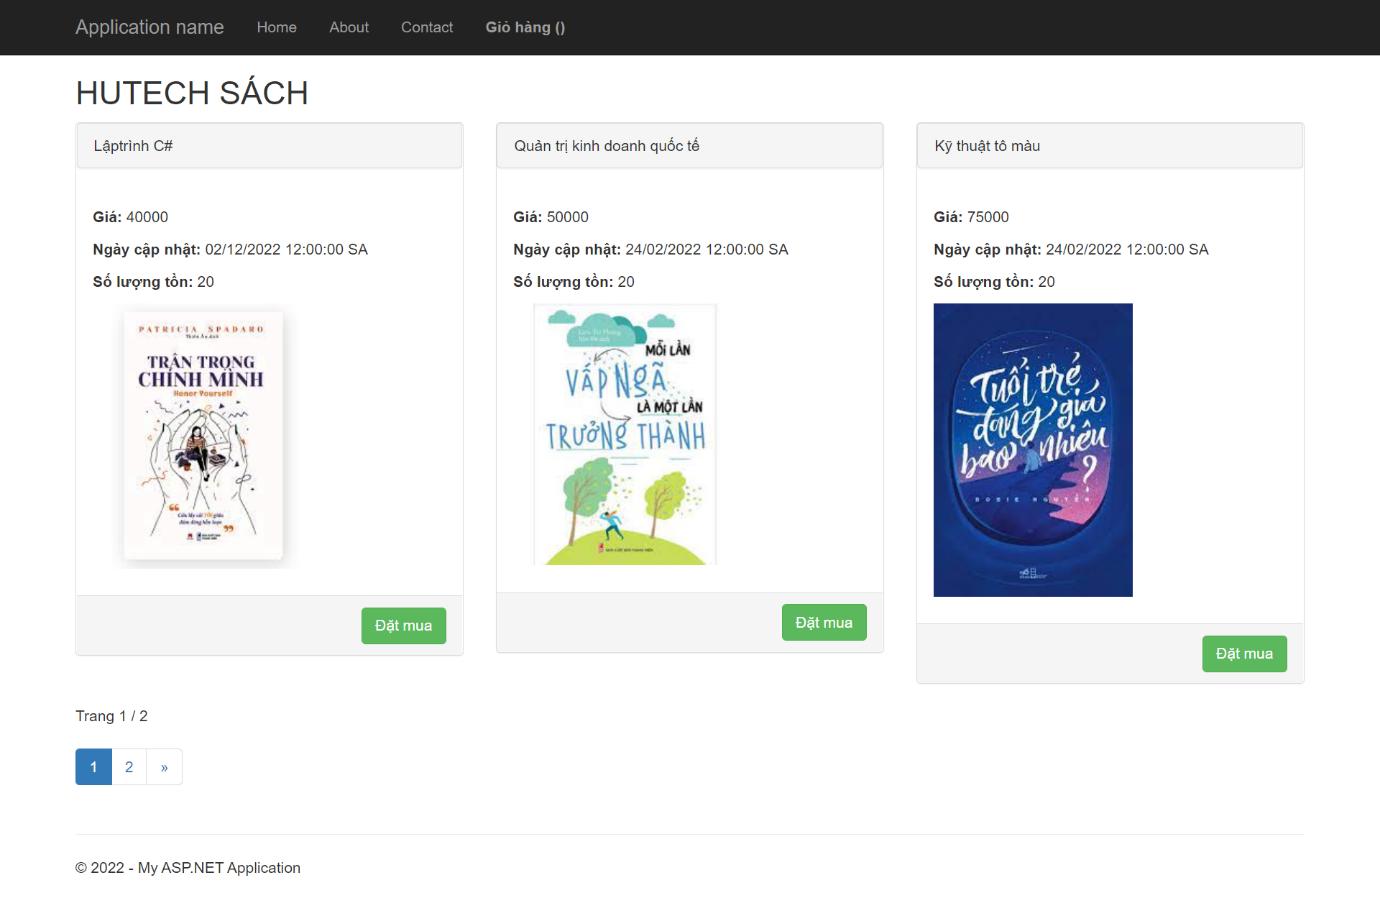 Application name Home About Contact Giỏ hàng ()
HUTECH SÁCH
Lậptrình C#
Giá: 40000
Ngày cập nhật: 02/12/2022 12:00:00 SA
Số lượng tồn: 20
PATRICIA SPADARO
TRÂN TRỌNG
CHÍNH MÌNH
Honor Yourself
Đặt mua
Quản trị kinh doanh quốc tế
Giá: 50000
Ngày cập nhật: 24/02/2022 12:00:00 SA
Số lượng tồn: 20
MỖI LẦN
VẤP NGÃ
LÀ MỘT LẦN
TRƯỞNG THÀNH
Đặt mua
Kỹ thuật tô màu
Giá: 75000
Ngày cập nhật: 24/02/2022 12:00:00 SA
Số lượng tồn: 20
Tuổi trẻ
đáng giá
bao nhiêu
?
ROSIE NGUYỄN
Đặt mua
Trang 1 / 2
1 2 »
© 2022 - My ASP.NET Application